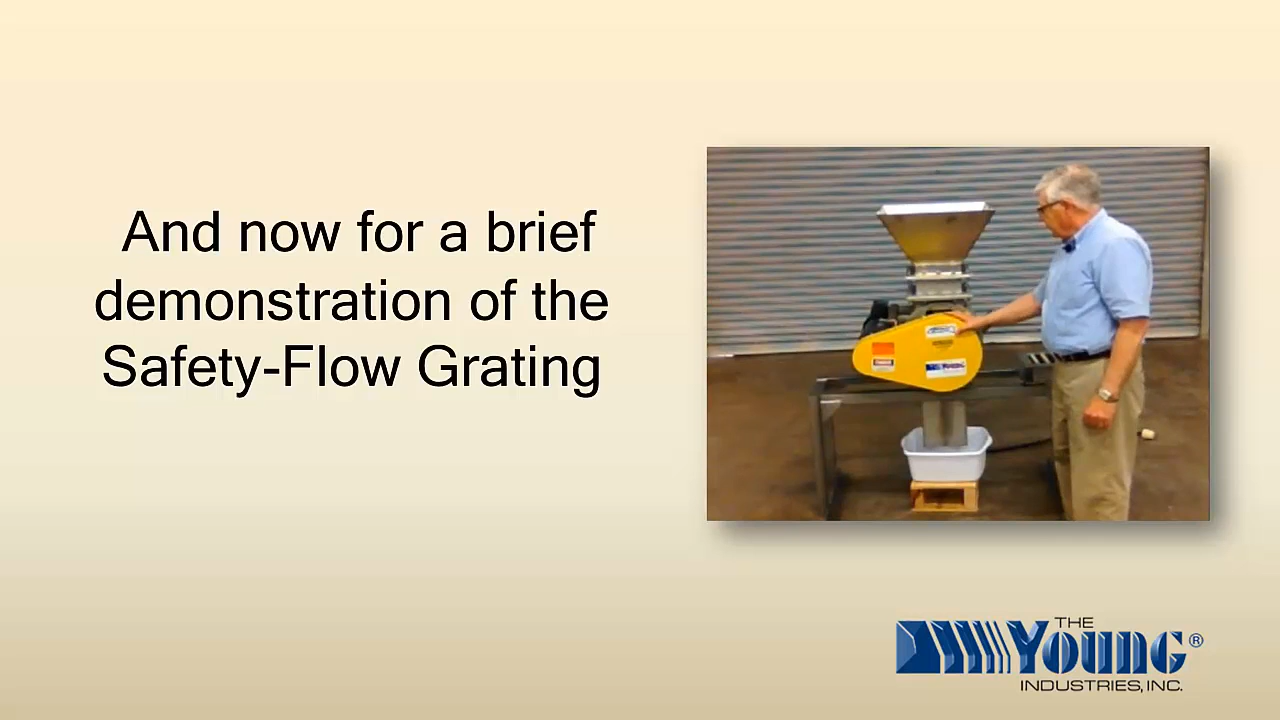 And now for a brief
demonstration of the
Safety-Flow Grating
THE
YOUNG®
INDUSTRIES, INC.